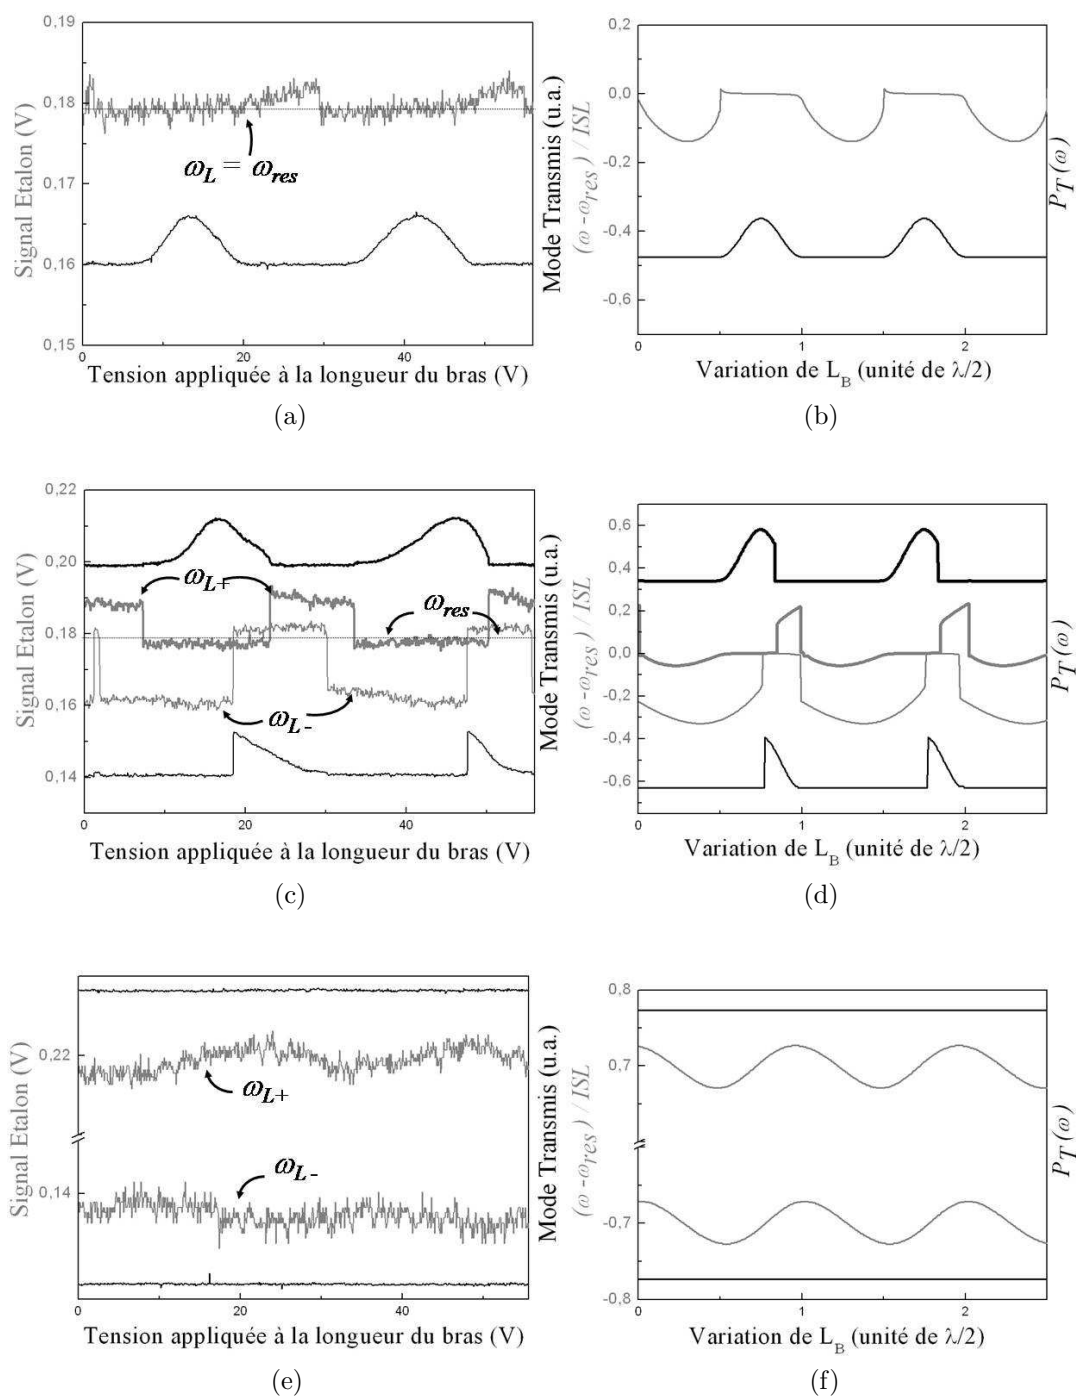 0,19
0,18
0,17
0,16
0,15
Signal Etalon (V)
ω_L = ω_res
0
20
40
Tension appliquée à la longueur du bras (V)
(a)
Mode Transmis (u.a.)
(ω - ω_res) / ISL
0,2
0,0
-0,2
-0,4
-0,6
P_T(ω)
0
1
2
Variation de L_B (unité de λ/2)
(b)
0,22
0,20
0,18
0,16
0,14
Signal Etalon (V)
ω_L+
ω_res
ω_L-
0
20
40
Tension appliquée à la longueur du bras (V)
(c)
Mode Transmis (u.a.)
(ω - ω_res) / ISL
0,6
0,4
0,2
0,0
-0,2
-0,4
-0,6
P_T(ω)
0
1
2
Variation de L_B (unité de λ/2)
(d)
0,22
0,14
Signal Etalon (V)
ω_L+
ω_L-
0
20
40
Tension appliquée à la longueur du bras (V)
(e)
Mode Transmis (u.a.)
(ω - ω_res) / ISL
0,8
0,7
-0,7
-0,8
P_T(ω)
0
1
2
Variation de L_B (unité de λ/2)
(f)